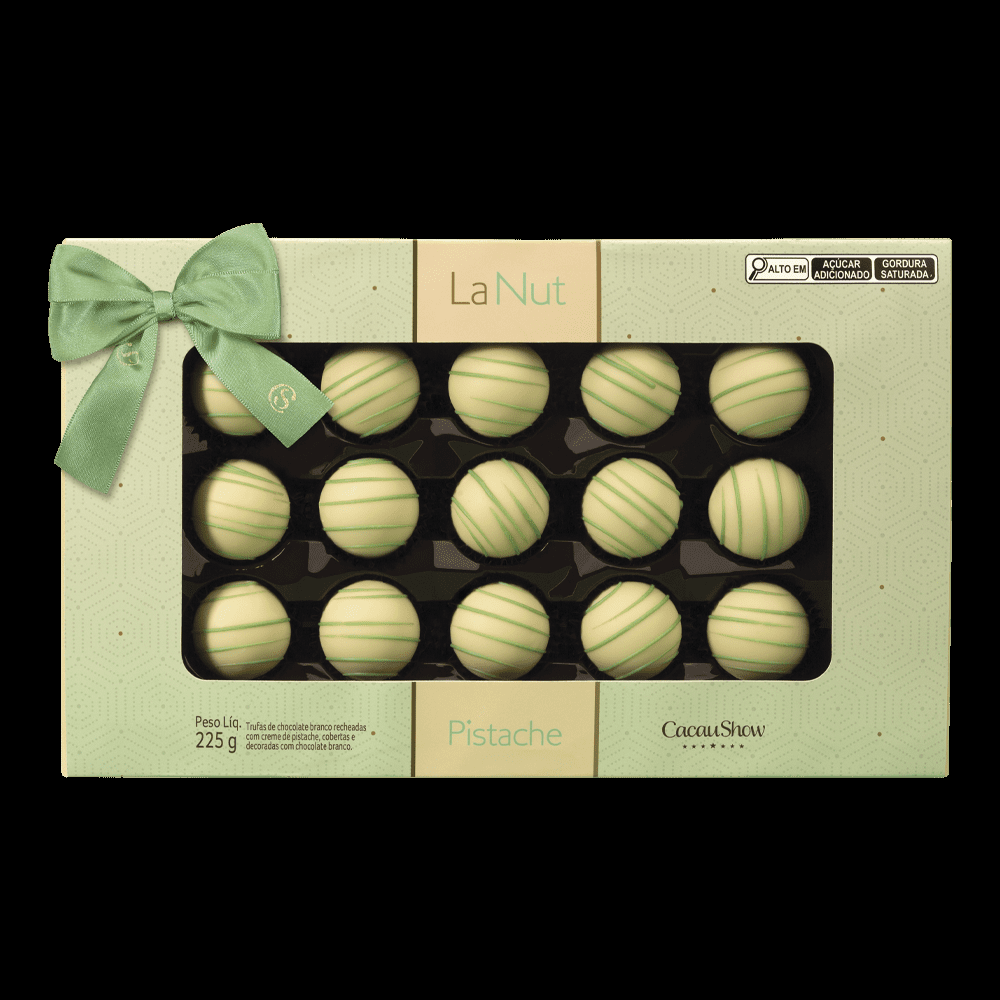 La Nut
ALTO EM
AÇÚCAR
ADICIONADO
GORDURA
SATURADA
Peso Líq.
225 g
Trufas de chocolate branco recheadas
com creme de pistache, cobertas e
decoradas com chocolate branco.
Pistache
CacauShow